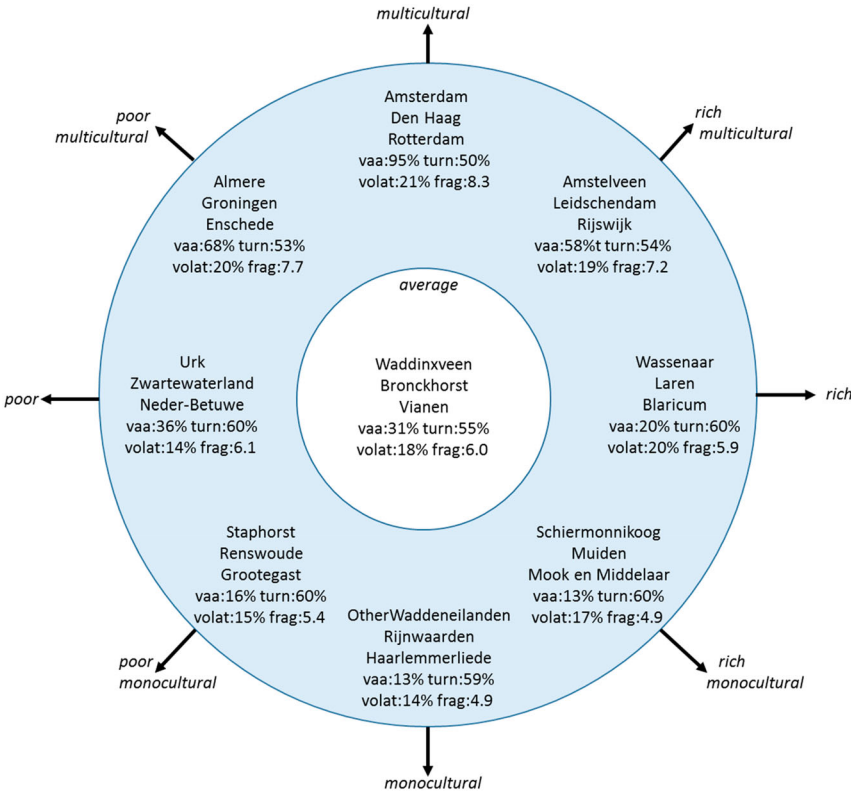 multicultural
poor
multicultural
rich
multicultural
Amsterdam
Den Haag
Rotterdam
vaa:95% turn:50%
volat:21% frag:8.3
Almere
Groningen
Enschede
vaa:68% turn:53%
volat:20% frag:7.7
Amstelveen
Leidschendam
Rijswijk
vaa:58%t turn:54%
volat:19% frag:7.2
average
Waddinxveen
Bronckhorst
Vianen
vaa:31% turn:55%
volat:18% frag:6.0
poor
Urk
Zwartewaterland
Neder-Betuwe
vaa:36% turn:60%
volat:14% frag:6.1
Wassenaar
Laren
Blaricum
vaa:20% turn:60%
volat:20% frag:5.9
rich
Staphorst
Renswoude
Grootegast
vaa:16% turn:60%
volat:15% frag:5.4
Schiermonnikoog
Muiden
Mook en Middelaar
vaa:13% turn:60%
volat:17% frag:4.9
OtherWaddeneilanden
Rijnwaarden
Haarlemmerliede
vaa:13% turn:59%
volat:14% frag:4.9
poor
monocultural
rich
monocultural
monocultural